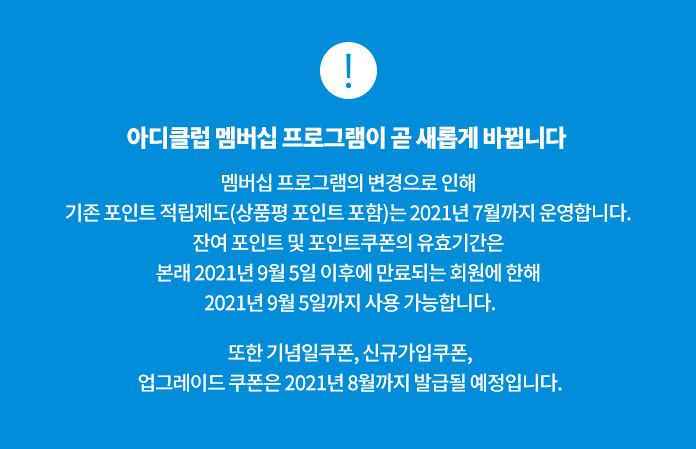 !
아디클럽 멤버십 프로그램이 곧 새롭게 바뀝니다
멤버십 프로그램의 변경으로 인해
기존 포인트 적립제도(상품평 포인트 포함)는 2021년 7월까지 운영합니다.
잔여 포인트 및 포인트쿠폰의 유효기간은
본래 2021년 9월 5일 이후에 만료되는 회원에 한해
2021년 9월 5일까지 사용 가능합니다.
또한 기념일쿠폰, 신규가입쿠폰,
업그레이드 쿠폰은 2021년 8월까지 발급될 예정입니다.